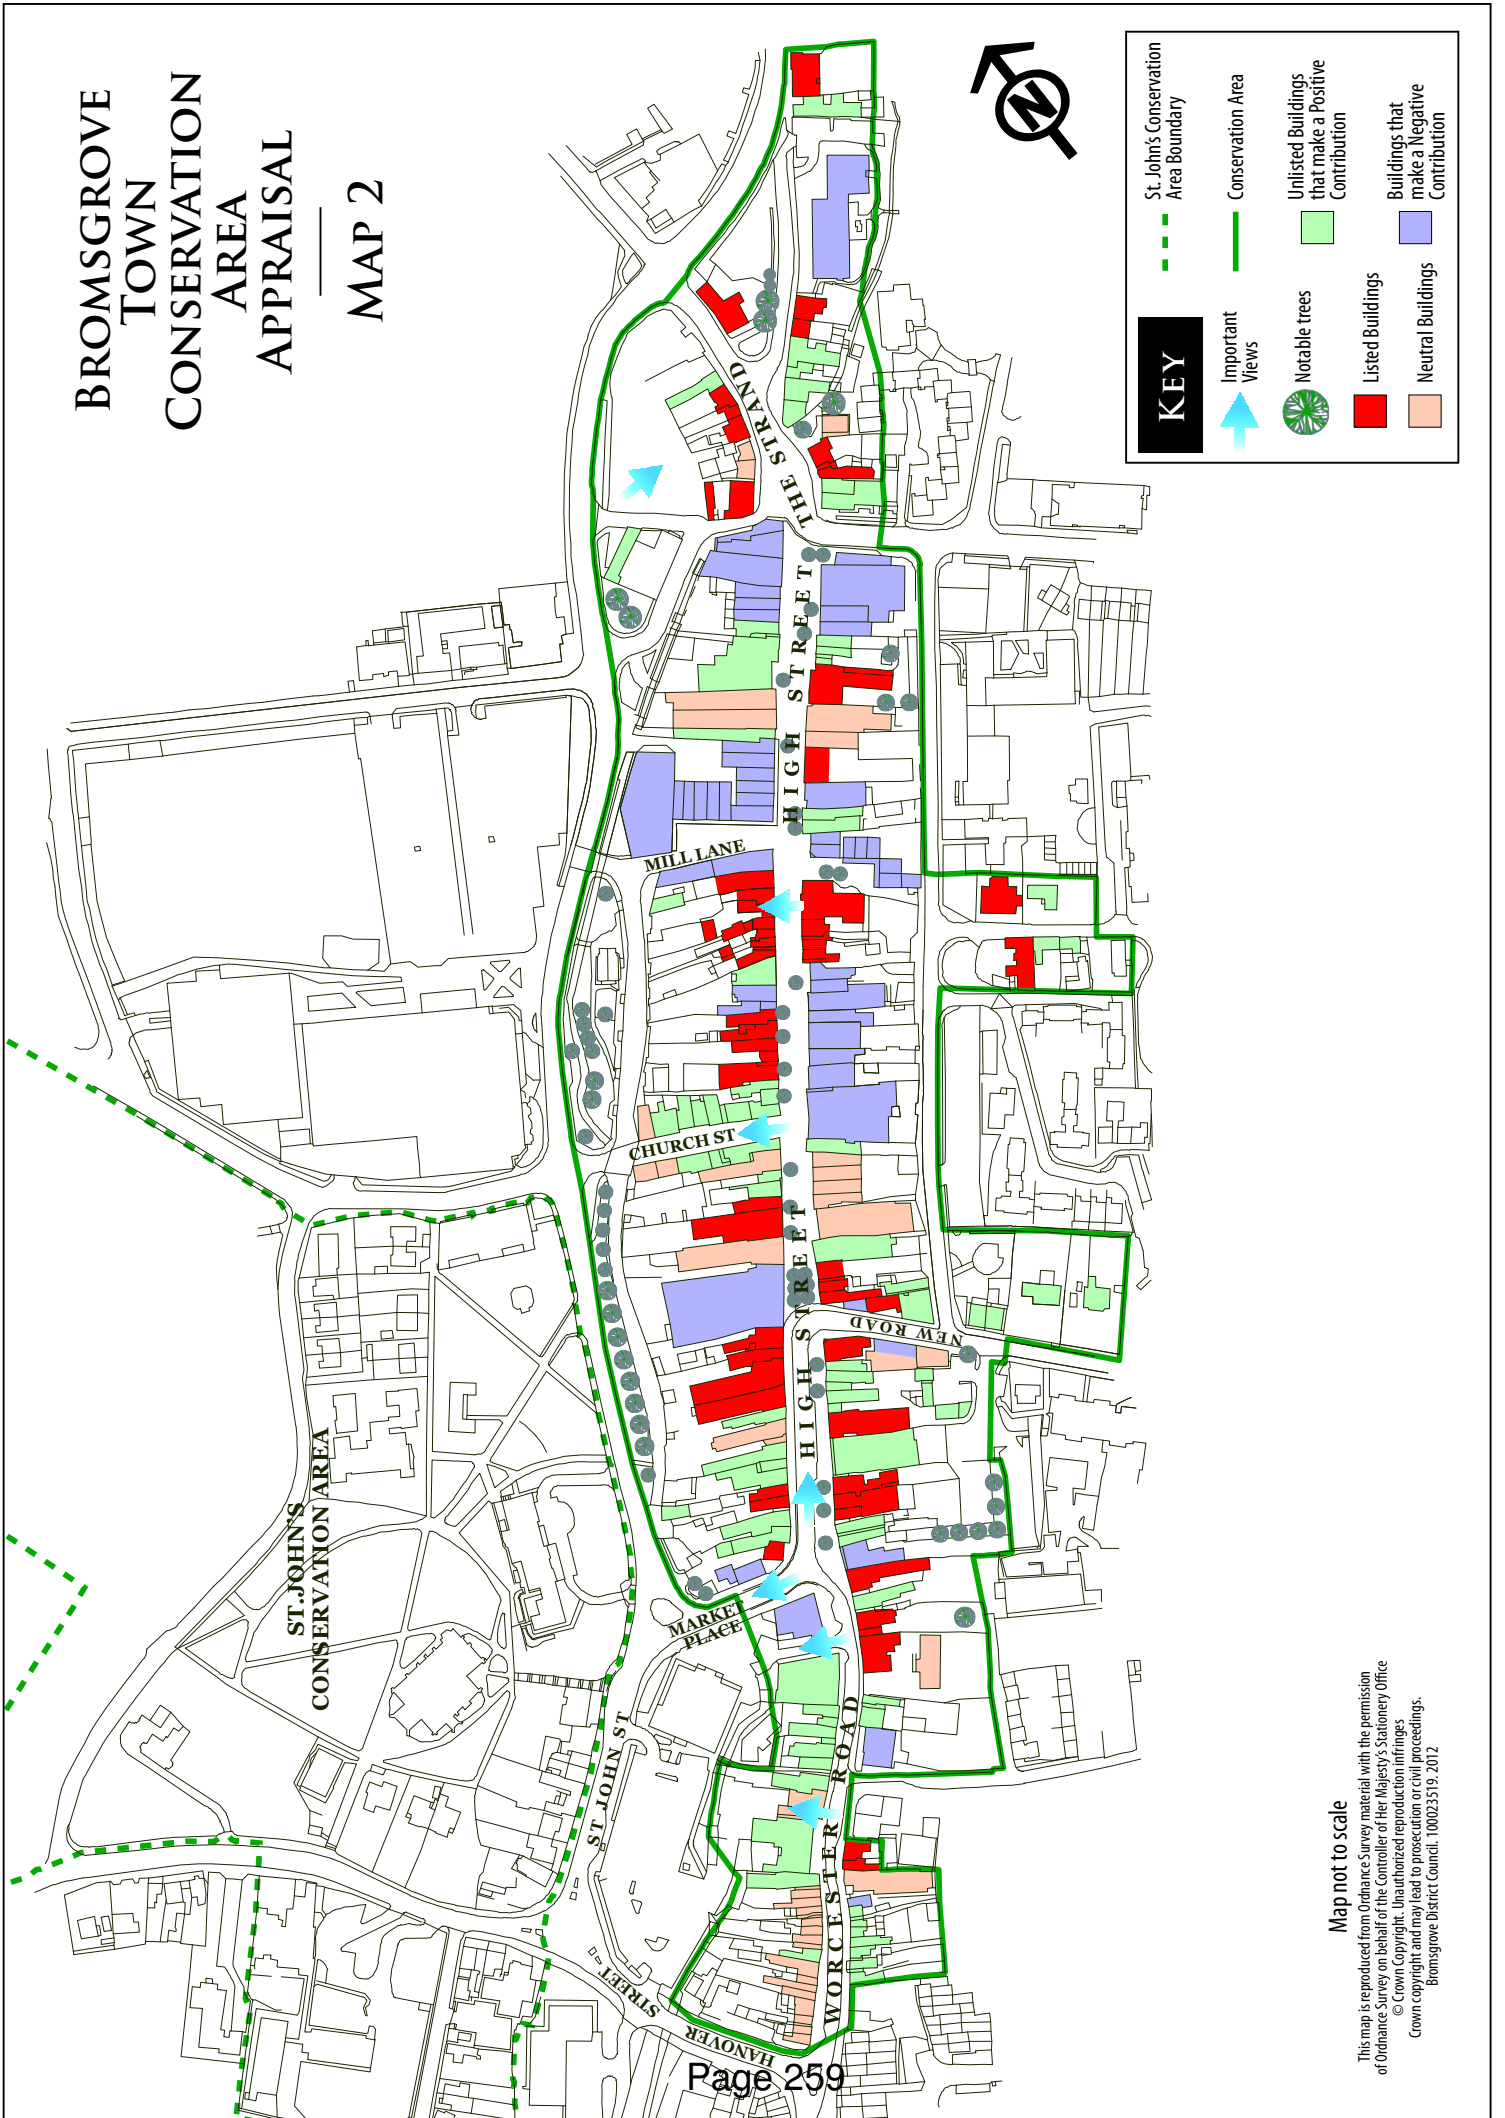 BROMSGROVE
TOWN
CONSERVATION
AREA
APPRAISAL
MAP 2
N
KEY
Important
Views
Notable trees
Listed Buildings
Neutral Buildings
St. John's Conservation
Area Boundary
Conservation Area
Unlisted Buildings
that make a Positive
Contribution
Buildings that
make a Negative
Contribution
THE STRAND
HIGH STREET
MILL LANE
CHURCH ST
HIGH STREET
NEW ROAD
HIGH
ST.JOHN'S
CONSERVATION AREA
MARKET
PLACE
ST JOHN ST
WORCESTER ROAD
HANOVER STREET
Map not to scale
This map is reproduced from Ordnance Survey material with the permission
of Ordnance Survey on behalf of the Controller of Her Majesty's Stationery Office
© Crown Copyright. Unauthorized reproduction infringes
Crown copyright and may lead to prosecution or civil proceedings.
Bromsgrove District Council. 100023519. 2012
Page 259